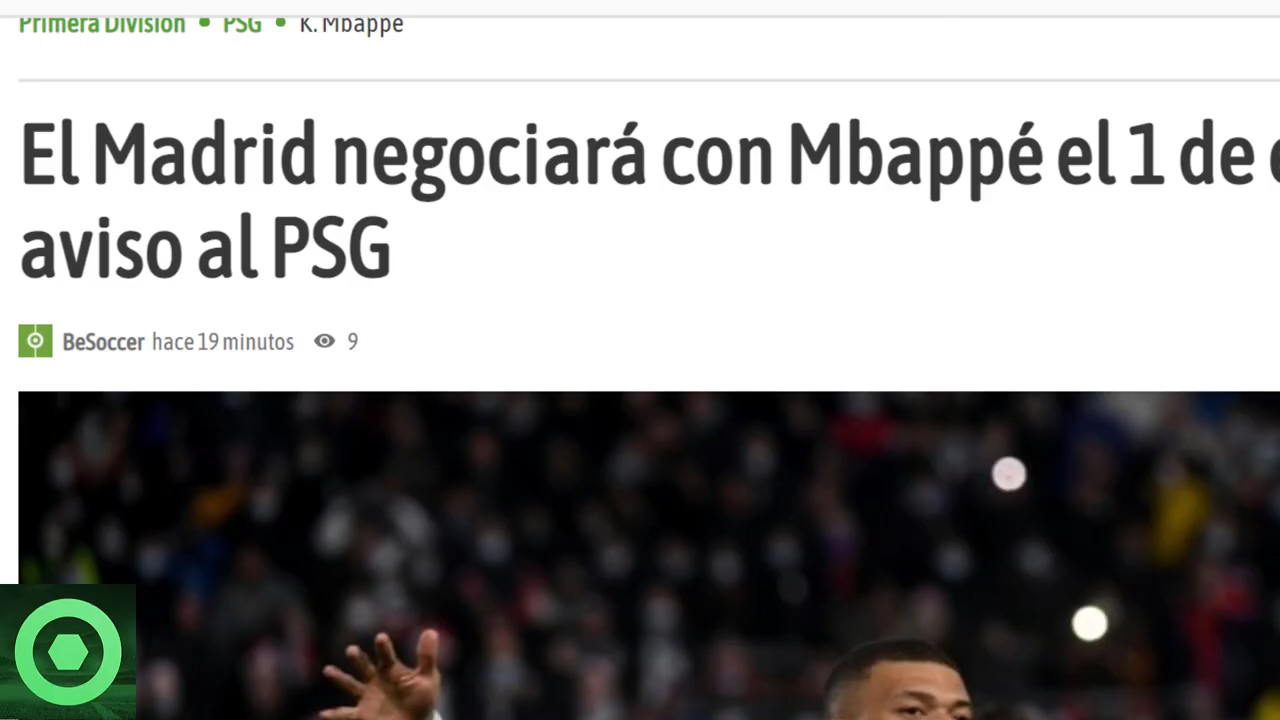 Primera División • PSG • K. Mbappé
El Madrid negociará con Mbappé el 1 de
aviso al PSG
BeSoccer hace 19 minutos 9